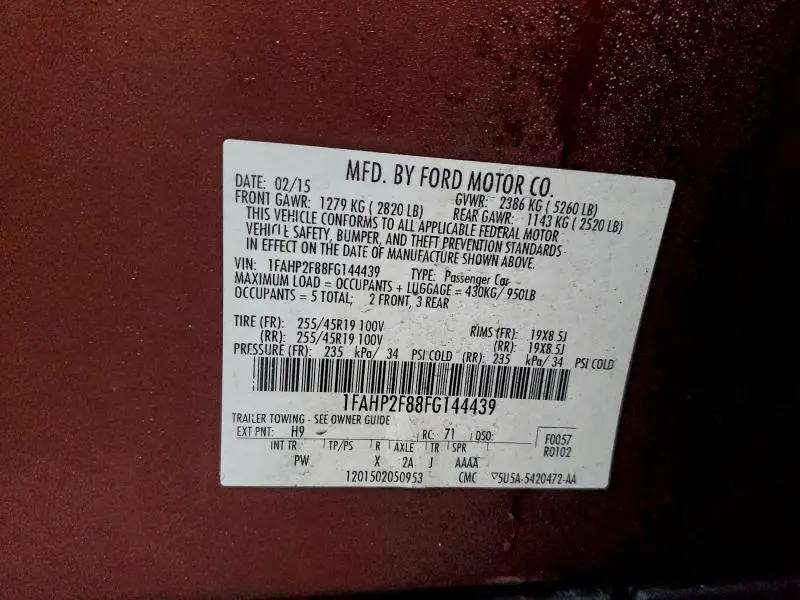 MFD. BY FORD MOTOR CO.
DATE: 02/15 GVWR: 2386 KG ( 5260 LB)
FRONT GAWR: 1279 KG ( 2820 LB) REAR GAWR: 1143 KG ( 2520 LB)
THIS VEHICLE CONFORMS TO ALL APPLICABLE FEDERAL MOTOR
VEHICLE SAFETY, BUMPER, AND THEFT PREVENTION STANDARDS
IN EFFECT ON THE DATE OF MANUFACTURE SHOWN ABOVE.
VIN: 1FAHP2F88FG144439 TYPE: Passenger Car
MAXIMUM LOAD = OCCUPANTS + LUGGAGE = 430KG/ 950LB
OCCUPANTS = 5 TOTAL; 2 FRONT, 3 REAR
TIRE (FR): 255/45R19 100V RIMS (FR): 19X8.5J
(RR): 255/45R19 100V (RR): 19X8.5J
PRESSURE (FR): 235 kPa/ 34 PSI COLD (RR): 235 kPa/ 34 PSI COLD
1FAHP2F88FG144439
TRAILER TOWING - SEE OWNER GUIDE
EXT PNT: H9 RC: 71 DSO: F0057
R0102
INT TR TP/PS R AXLE TR SPR
PW X 2A J AAAA
1201502050953 CMC ▽5U5A-5420472-AA